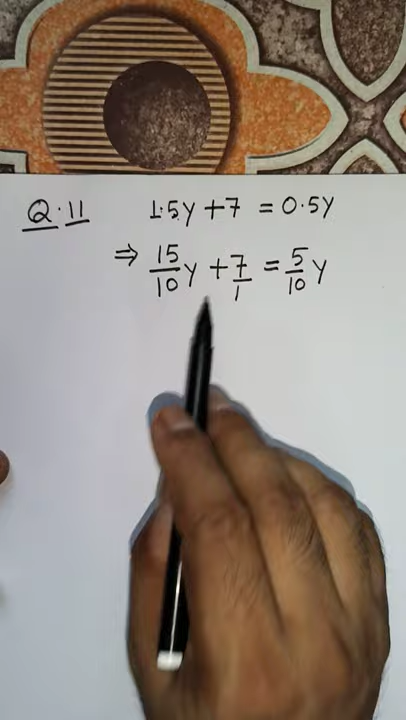 Q.11 1.5y+7 = 0.5y
⇒ 15/10 y + 7/1 = 5/10 y